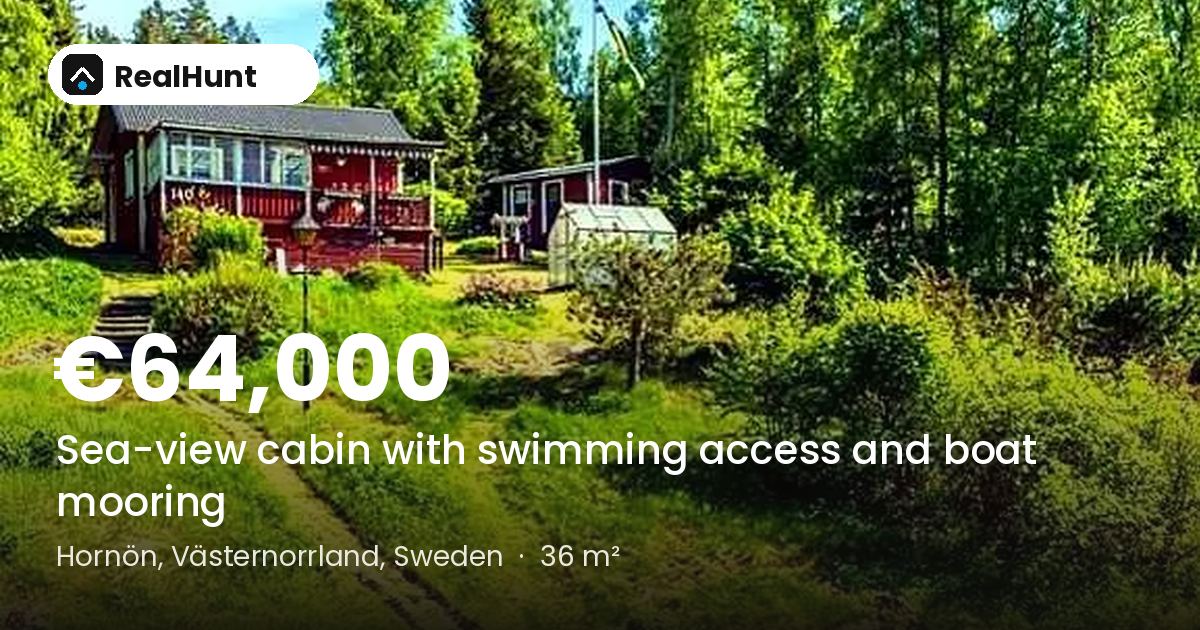 RealHunt
€64,000
Sea-view cabin with swimming access and boat
mooring
Hornön, Västernorrland, Sweden · 36 m²